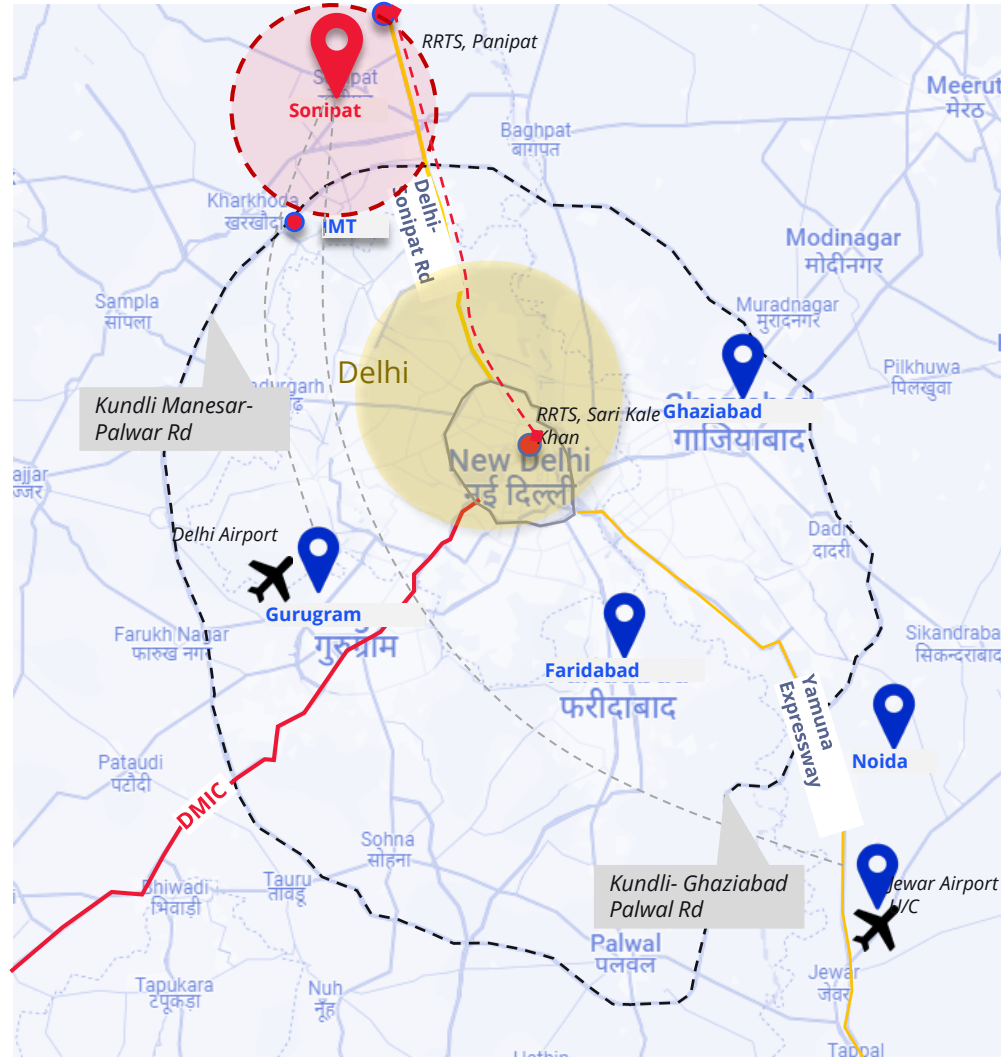 RRTS, Panipat
Sonipat
Meerut
मेरठ
Baghpat
बागपत
Kharkhoda
खरखौदा
IMT
Delhi-
Sonipat Rd
Modinagar
मोदीनगर
Sampla
सांपला
Muradnagar
मुरादनगर
Pilkhuwa
पिलखुवा
Delhi
Kundli Manesar-
Palwar Rd
RRTS, Sari Kale
Khan
Ghaziabad
गाजियाबाद
New Delhi
नई दिल्ली
Dadri
दादरी
Delhi Airport
Gurugram
गुरुग्राम
Farukh Nagar
फारुख नगर
Faridabad
फरीदाबाद
Yamuna
Expressway
Noida
Pataudi
पटौदी
DMIC
Sohna
सोहना
Tauru
तावडू
Bhiwadi
भिवाड़ी
Kundli- Ghaziabad
Palwal Rd
Jewar Airport
U/C
Palwal
पलवल
Jewar
जेवर
Tapukara
टपूकड़ा
Nuh
नूँह
Tappal